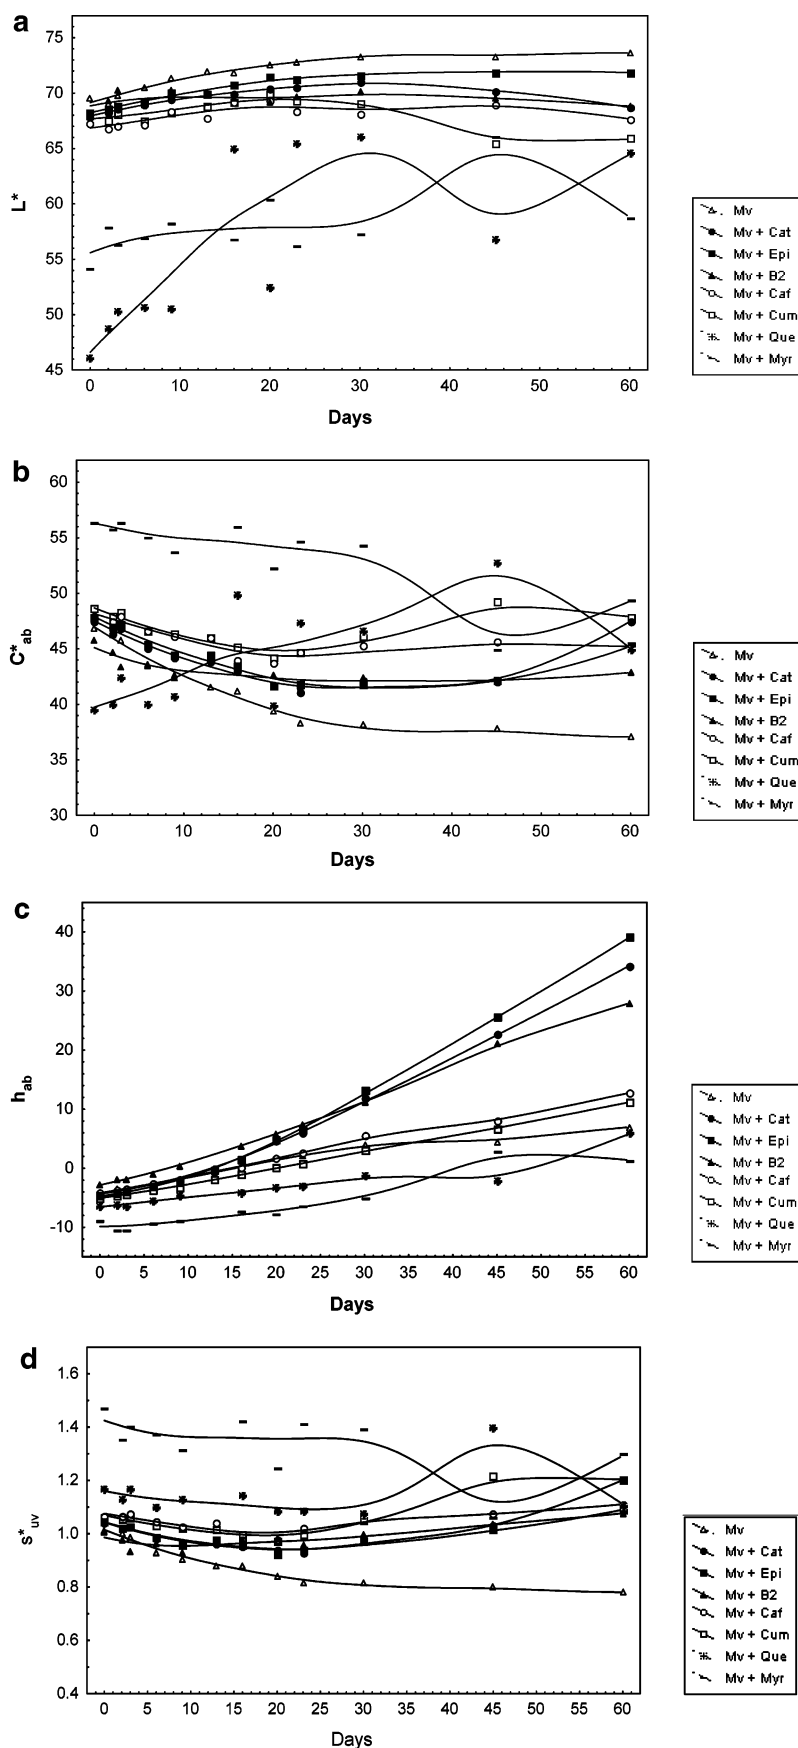 a
75
70
65
60
55
50
45
L*
0 10 20 30 40 50 60
Days
Mv
Mv + Cat
Mv + Epi
Mv + B2
Mv + Caf
Mv + Cum
Mv + Que
Mv + Myr
b
60
55
50
45
40
35
30
C*ab
0 10 20 30 40 50 60
Days
Mv
Mv + Cat
Mv + Epi
Mv + B2
Mv + Caf
Mv + Cum
Mv + Que
Mv + Myr
c
40
30
20
10
0
-10
hab
0 5 10 15 20 25 30 35 40 45 50 55 60
Days
Mv
Mv + Cat
Mv + Epi
Mv + B2
Mv + Caf
Mv + Cum
Mv + Que
Mv + Myr
d
1.6
1.4
1.2
1.0
0.8
0.6
0.4
s*uv
0 5 10 15 20 25 30 35 40 45 50 55 60
Days
Mv
Mv + Cat
Mv + Epi
Mv + B2
Mv + Caf
Mv + Cum
Mv + Que
Mv + Myr